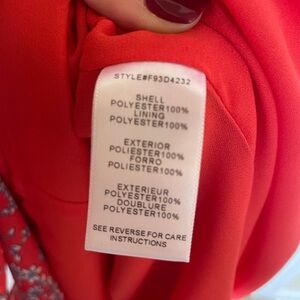 STYLE#F93D4232
SHELL
POLYESTER100%
LINING
POLYESTER100%
EXTERIOR
POLIESTER100%
FORRO
POLIESTER100%
EXTERIEUR
POLYESTER100%
DOUBLURE
POLYESTER100%
SEE REVERSE FOR CARE
INSTRUCTIONS